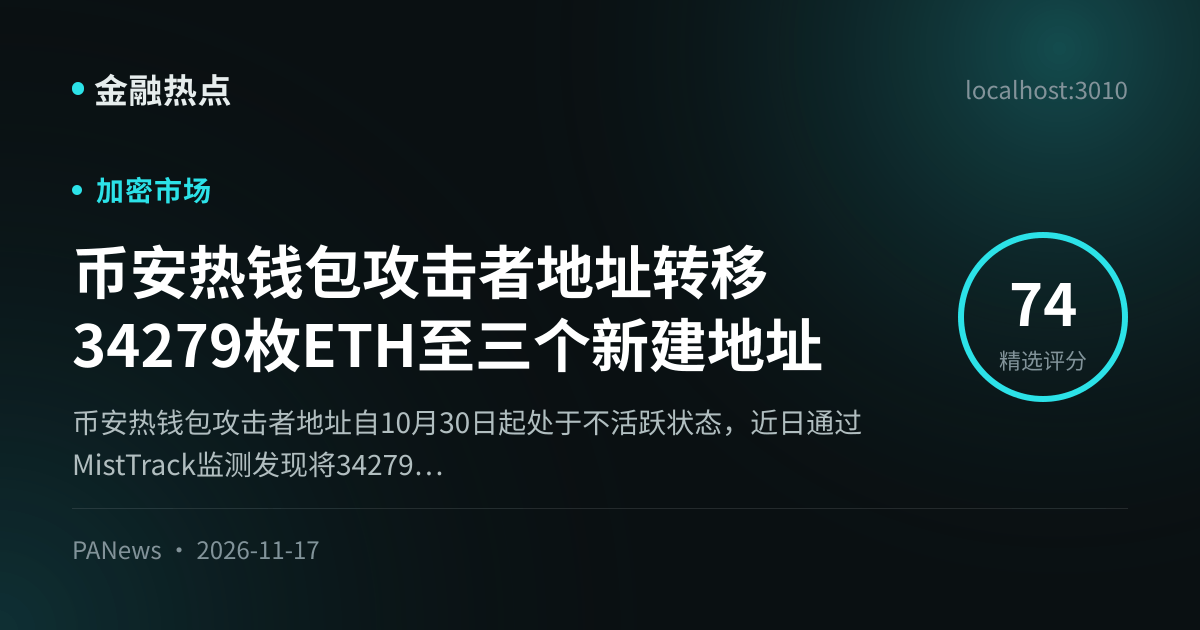 金融热点
localhost:3010
加密市场
币安热钱包攻击者地址转移
34279枚ETH至三个新建地址
74
精选评分
币安热钱包攻击者地址自10月30日起处于不活跃状态，近日通过
MistTrack监测发现将34279…
PANews • 2026-11-17